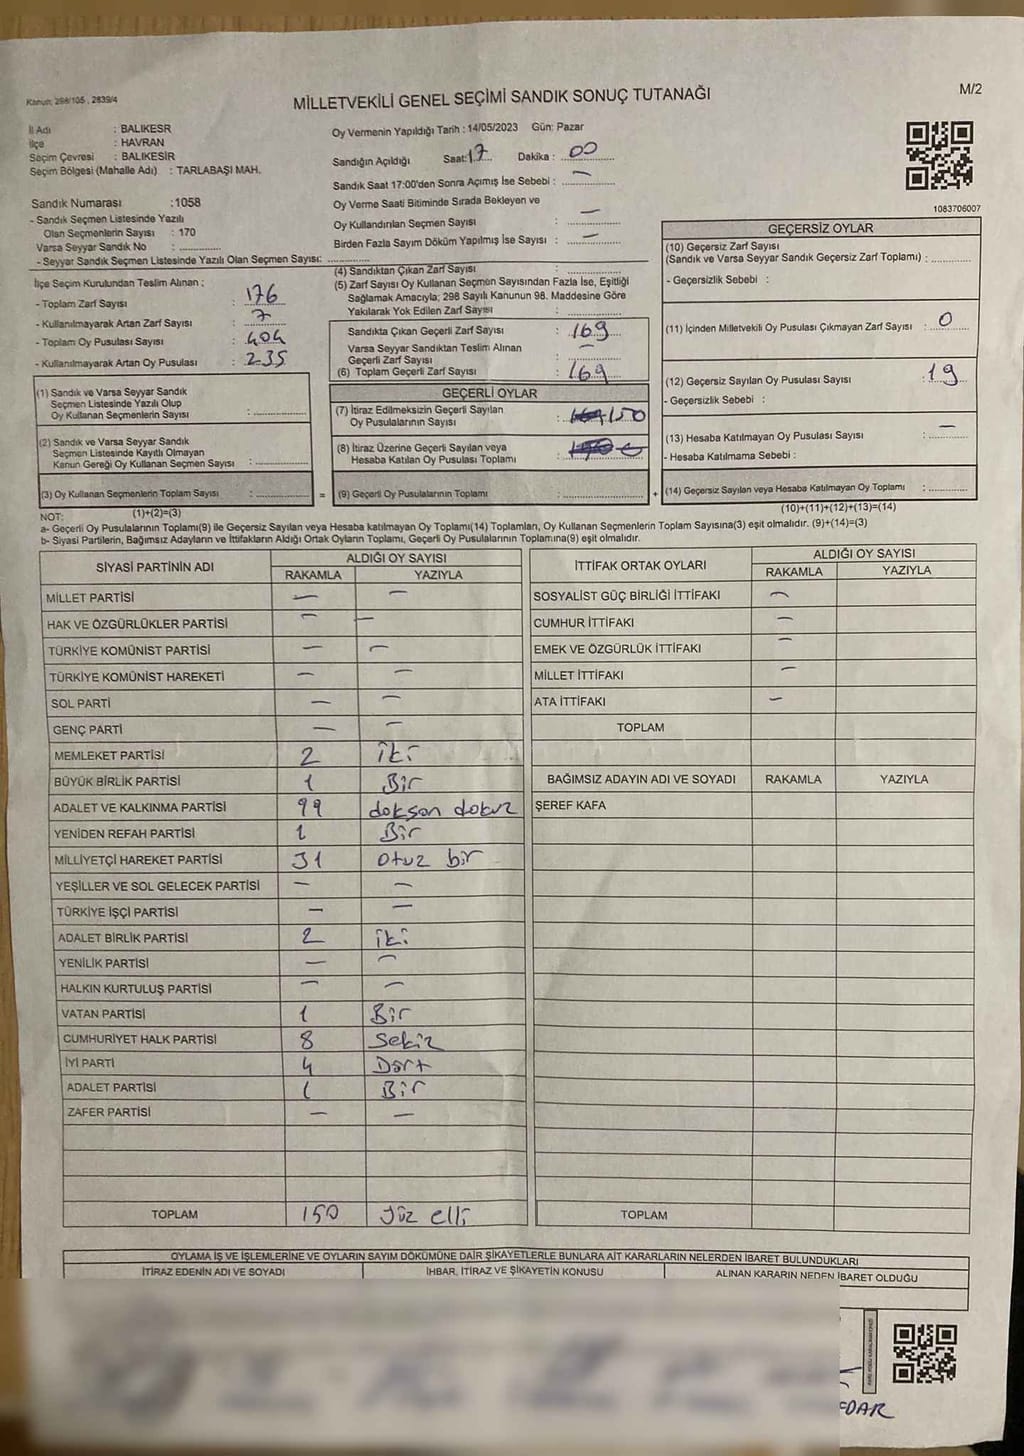 Kanun: 298/105 , 2839/4
MİLLETVEKİLİ GENEL SEÇİMİ SANDIK SONUÇ TUTANAĞI
M/2
İl Adı : BALIKESR
İlçe : HAVRAN
Seçim Çevresi : BALIKESİR
Seçim Bölgesi (Mahalle Adı) : TARLABAŞI MAH.
Sandık Numarası :1058
- Sandık Seçmen Listesinde Yazılı
Olan Seçmenlerin Sayısı : 170
Varsa Seyyar Sandık No : ............
- Seyyar Sandık Seçmen Listesinde Yazılı Olan Seçmen Sayısı: ............
Oy Vermenin Yapıldığı Tarih : 14/05/2023 Gün: Pazar
Sandığın Açıldığı Saat: 17 Dakika : 00
Sandık Saat 17:00'den Sonra Açımış İse Sebebi : —
Oy Verme Saati Bitiminde Sırada Bekleyen ve
Oy Kullandırılan Seçmen Sayısı : —
Birden Fazla Sayım Döküm Yapılmış İse Sayısı : —
1083706007
İlçe Seçim Kurulundan Teslim Alınan ;
- Toplam Zarf Sayısı : 176
- Kullanılmayarak Artan Zarf Sayısı : 7
- Toplam Oy Pusulası Sayısı : 404
- Kullanılmayarak Artan Oy Pusulası : 235
(1) Sandık ve Varsa Seyyar Sandık
Seçmen Listesinde Yazılı Olup
Oy Kullanan Seçmenlerin Sayısı : ............
(2) Sandık ve Varsa Seyyar Sandık
Seçmen Listesinde Kayıtlı Olmayan
Kanun Gereği Oy Kullanan Seçmen Sayısı : ............
(3) Oy Kullanan Seçmenlerin Toplam Sayısı : ............ =
(1)+(2)=(3)
(4) Sandıktan Çıkan Zarf Sayısı : ............
(5) Zarf Sayısı Oy Kullanan Seçmen Sayısından Fazla İse, Eşitliği
Sağlamak Amacıyla; 298 Sayılı Kanunun 98. Maddesine Göre
Yakılarak Yok Edilen Zarf Sayısı : ............
Sandıkta Çıkan Geçerli Zarf Sayısı : 169
Varsa Seyyar Sandıktan Teslim Alınan
Geçerli Zarf Sayısı : —
(6) Toplam Geçerli Zarf Sayısı : 169
GEÇERLİ OYLAR
(7) İtiraz Edilmeksizin Geçerli Sayılan
Oy Pusulalarının Sayısı : 150
(8) İtiraz Üzerine Geçerli Sayılan veya
Hesaba Katılan Oy Pusulası Toplamı :
(9) Geçerli Oy Pusulalarının Toplamı : ............ +
GEÇERSİZ OYLAR
(10) Geçersiz Zarf Sayısı
(Sandık ve Varsa Seyyar Sandık Geçersiz Zarf Toplamı) : ............
- Geçersizlik Sebebi :
(11) İçinden Milletvekili Oy Pusulası Çıkmayan Zarf Sayısı : 0
(12) Geçersiz Sayılan Oy Pusulası Sayısı : 19
- Geçersizlik Sebebi :
(13) Hesaba Katılmayan Oy Pusulası Sayısı : —
- Hesaba Katılmama Sebebi :
(14) Geçersiz Sayılan veya Hesaba Katılmayan Oy Toplamı : ............
(10)+(11)+(12)+(13)=(14)
NOT:
a- Geçerli Oy Pusulalarının Toplamı(9) ile Geçersiz Sayılan veya Hesaba katılmayan Oy Toplamı(14) Toplamları, Oy Kullanan Seçmenlerin Toplam Sayısına(3) eşit olmalıdır. (9)+(14)=(3)
b- Siyasi Partilerin, Bağımsız Adayların ve İttifakların Aldığı Ortak Oyların Toplamı, Geçerli Oy Pusulalarının Toplamına(9) eşit olmalıdır.
SİYASİ PARTİNİN ADI ALDIĞI OY SAYISI
RAKAMLA YAZIYLA
MİLLET PARTİSİ — —
HAK VE ÖZGÜRLÜKLER PARTİSİ — —
TÜRKİYE KOMÜNİST PARTİSİ — —
TÜRKİYE KOMÜNİST HAREKETİ — —
SOL PARTİ — —
GENÇ PARTİ — —
MEMLEKET PARTİSİ 2 iki
BÜYÜK BİRLİK PARTİSİ 1 Bir
ADALET VE KALKINMA PARTİSİ 99 doksan dokuz
YENİDEN REFAH PARTİSİ 1 Bir
MİLLİYETÇİ HAREKET PARTİSİ 31 otuz bir
YEŞİLLER VE SOL GELECEK PARTİSİ — —
TÜRKİYE İŞÇİ PARTİSİ — —
ADALET BİRLİK PARTİSİ 2 iki
YENİLİK PARTİSİ — —
HALKIN KURTULUŞ PARTİSİ — —
VATAN PARTİSİ 1 Bir
CUMHURİYET HALK PARTİSİ 8 Sekiz
İYİ PARTİ 4 Dört
ADALET PARTİSİ 1 Bir
ZAFER PARTİSİ — —
TOPLAM 150 Yüz elli
İTTİFAK ORTAK OYLARI ALDIĞI OY SAYISI
RAKAMLA YAZIYLA
SOSYALİST GÜÇ BİRLİĞİ İTTİFAKI —
CUMHUR İTTİFAKI —
EMEK VE ÖZGÜRLÜK İTTİFAKI —
MİLLET İTTİFAKI —
ATA İTTİFAKI —
TOPLAM
BAĞIMSIZ ADAYIN ADI VE SOYADI RAKAMLA YAZIYLA
ŞEREF KAFA
TOPLAM
OYLAMA İŞ VE İŞLEMLERİNE VE OYLARIN SAYIM DÖKÜMÜNE DAİR ŞİKAYETLERLE BUNLARA AİT KARARLARIN NELERDEN İBARET BULUNDUKLARI
İTİRAZ EDENİN ADI VE SOYADI İHBAR, İTİRAZ VE ŞİKAYETİN KONUSU ALINAN KARARIN NEDEN İBARET OLDUĞU